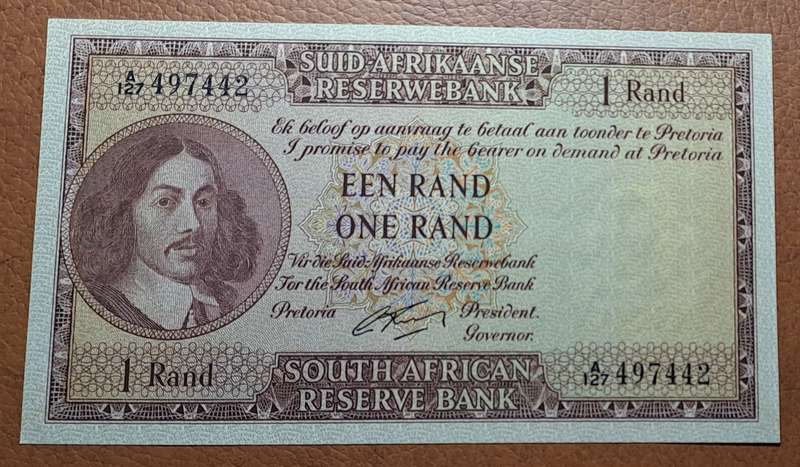 A/127 497442
SUID-AFRIKAANSE
RESERWEBANK
1 Rand
Ek beloof op aanvraag te betaal aan toonder te Pretoria
I promise to pay the bearer on demand at Pretoria
EEN RAND
ONE RAND
Vir die Suid-Afrikaanse Reserwebank
For the South African Reserve Bank
Pretoria
President.
Governor.
1 Rand
SOUTH AFRICAN
RESERVE BANK
A/127 497442